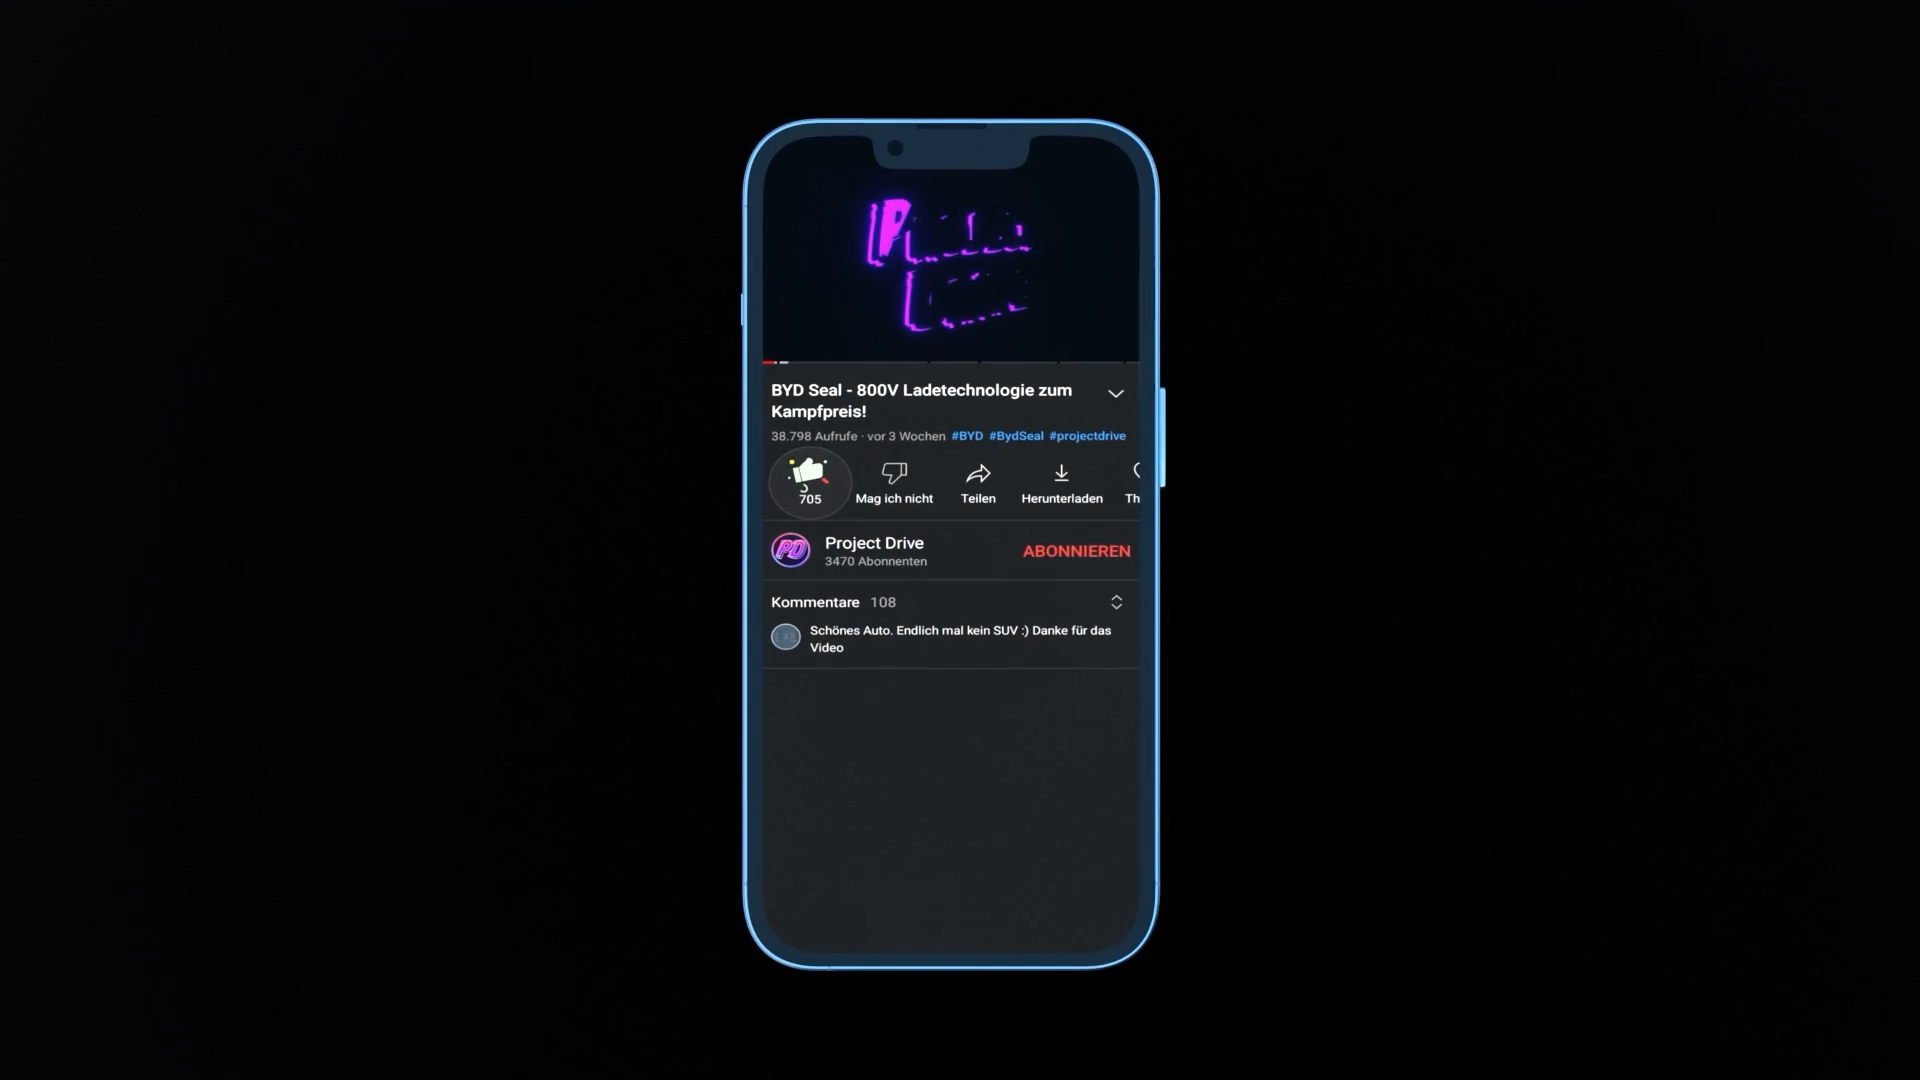 BYD Seal - 800V Ladetechnologie zum
Kampfpreis!
38.798 Aufrufe · vor 3 Wochen #BYD #BydSeal #projectdrive
705 Mag ich nicht Teilen Herunterladen Th
PD
Project Drive
ABONNIEREN
3470 Abonnenten
Kommentare 108
Schönes Auto. Endlich mal kein SUV :) Danke für das
Video